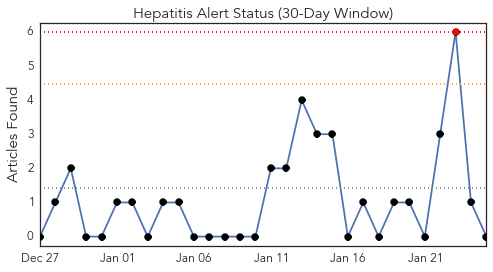 Hepatitis Alert Status (30-Day Window)
Articles Found
6
5
4
3
2
1
0
Dec 27
Jan 01
Jan 06
Jan 11
Jan 16
Jan 21